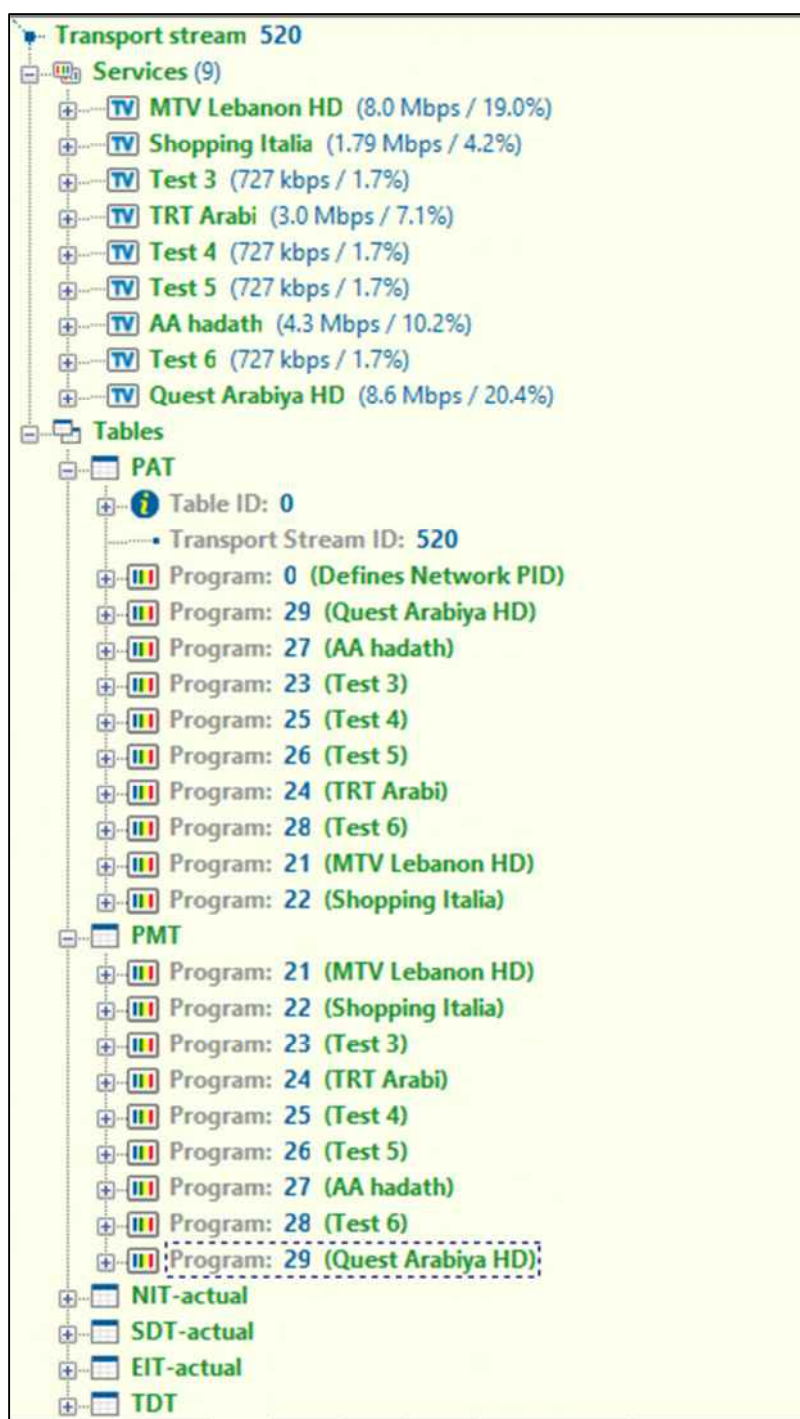 Transport stream 520
Services (9)
TV MTV Lebanon HD (8.0 Mbps / 19.0%)
TV Shopping Italia (1.79 Mbps / 4.2%)
TV Test 3 (727 kbps / 1.7%)
TV TRT Arabi (3.0 Mbps / 7.1%)
TV Test 4 (727 kbps / 1.7%)
TV Test 5 (727 kbps / 1.7%)
TV AA hadath (4.3 Mbps / 10.2%)
TV Test 6 (727 kbps / 1.7%)
TV Quest Arabiya HD (8.6 Mbps / 20.4%)
Tables
PAT
i Table ID: 0
Transport Stream ID: 520
Program: 0 (Defines Network PID)
Program: 29 (Quest Arabiya HD)
Program: 27 (AA hadath)
Program: 23 (Test 3)
Program: 25 (Test 4)
Program: 26 (Test 5)
Program: 24 (TRT Arabi)
Program: 28 (Test 6)
Program: 21 (MTV Lebanon HD)
Program: 22 (Shopping Italia)
PMT
Program: 21 (MTV Lebanon HD)
Program: 22 (Shopping Italia)
Program: 23 (Test 3)
Program: 24 (TRT Arabi)
Program: 25 (Test 4)
Program: 26 (Test 5)
Program: 27 (AA hadath)
Program: 28 (Test 6)
Program: 29 (Quest Arabiya HD)
NIT-actual
SDT-actual
EIT-actual
TDT